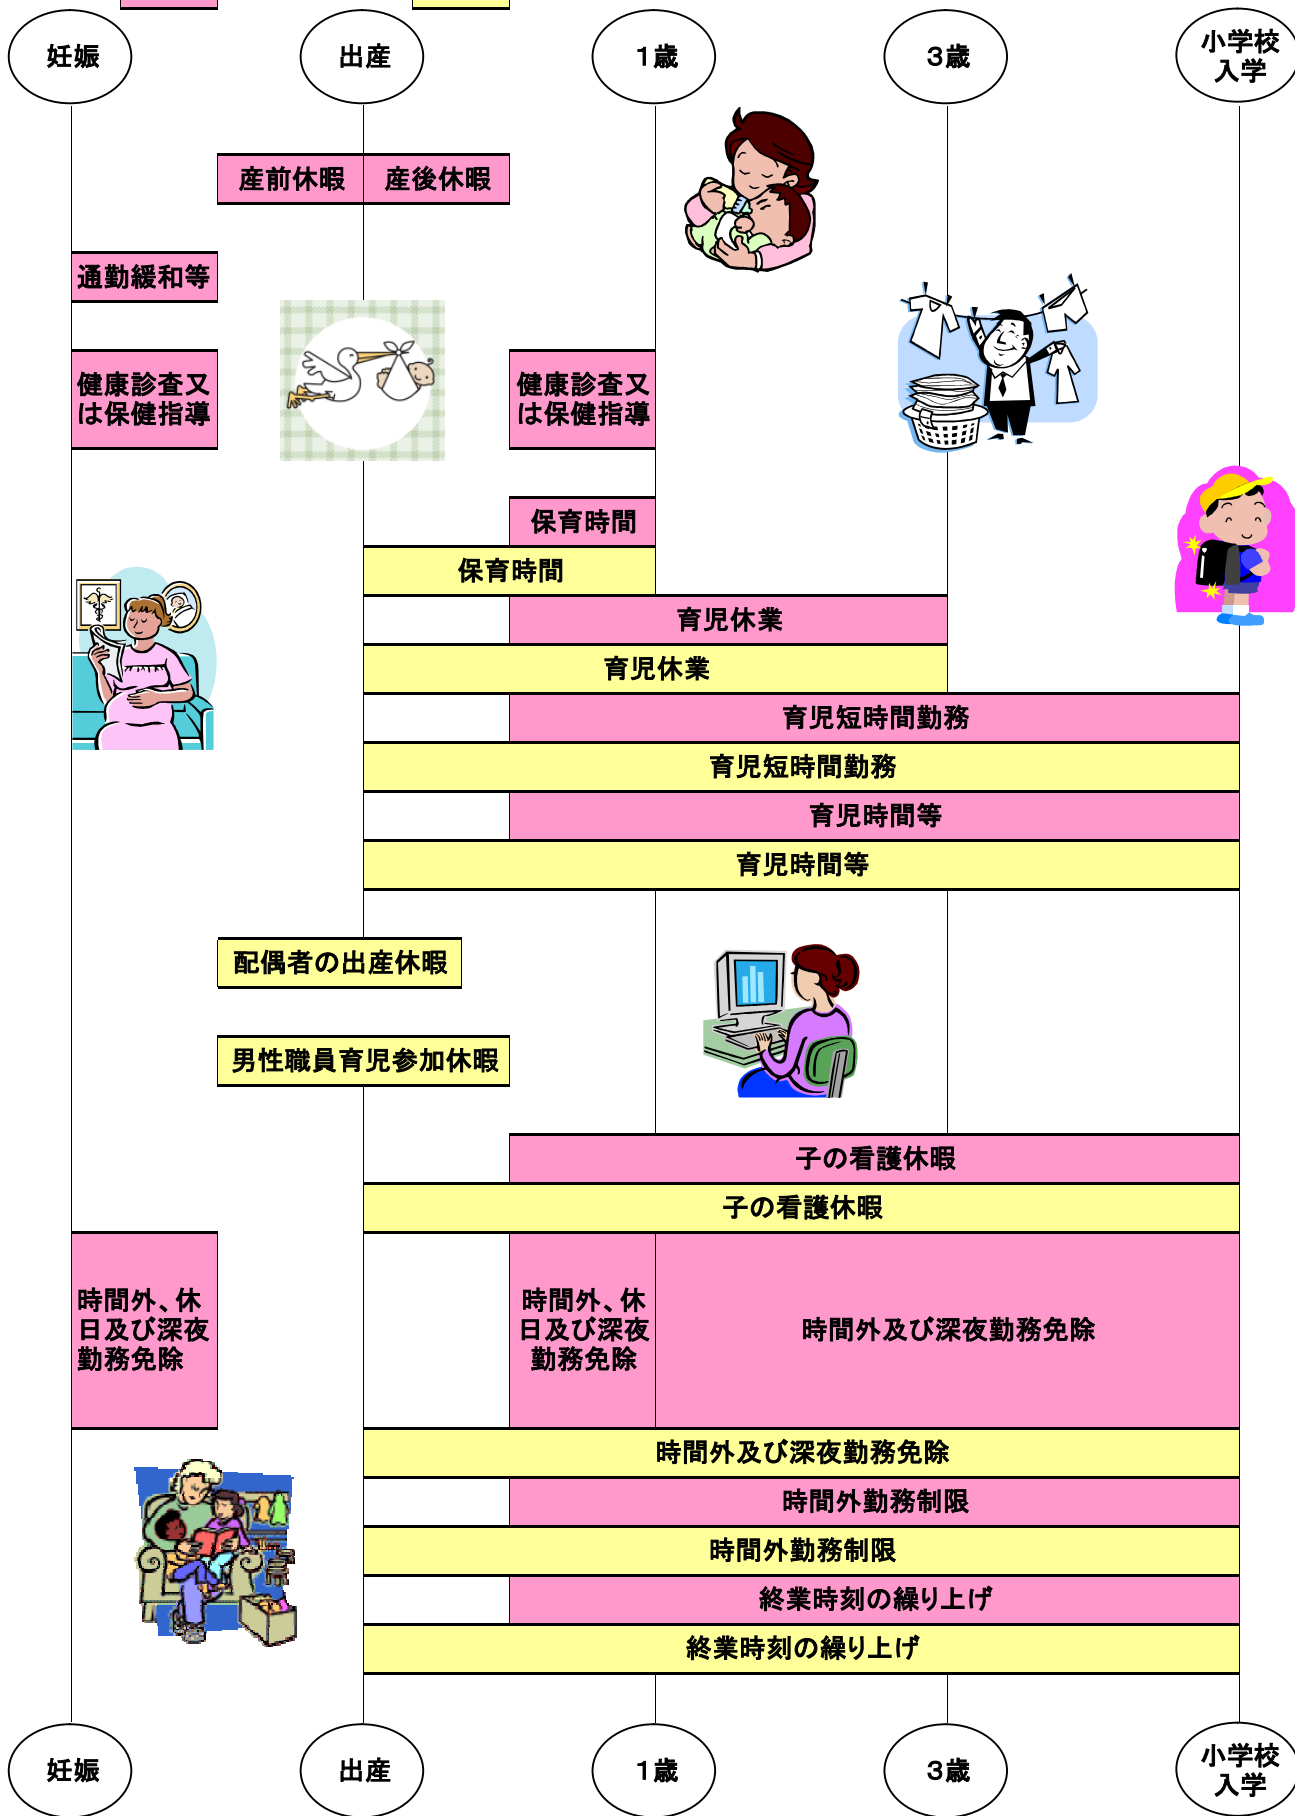 妊娠
出産
１歳
３歳
小学校
入学
産前休暇
産後休暇
通勤緩和等
健康診査又
は保健指導
健康診査又
は保健指導
保育時間
保育時間
育児休業
育児休業
育児短時間勤務
育児短時間勤務
育児時間等
育児時間等
配偶者の出産休暇
男性職員育児参加休暇
子の看護休暇
子の看護休暇
時間外、休
日及び深夜
勤務免除
時間外、休
日及び深夜
勤務免除
時間外及び深夜勤務免除
時間外及び深夜勤務免除
時間外勤務制限
時間外勤務制限
終業時刻の繰り上げ
終業時刻の繰り上げ
妊娠
出産
１歳
３歳
小学校
入学